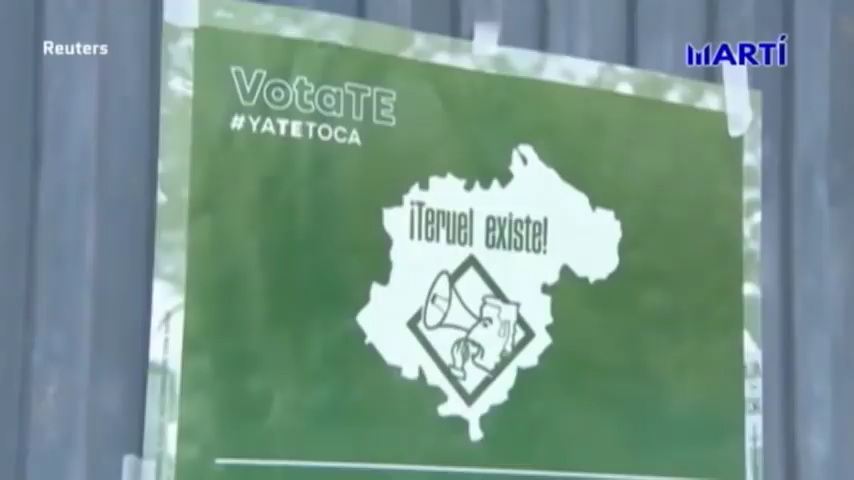 Reuters
MARTÍ
VotaTE
#YATETOCA
¡Teruel existe!